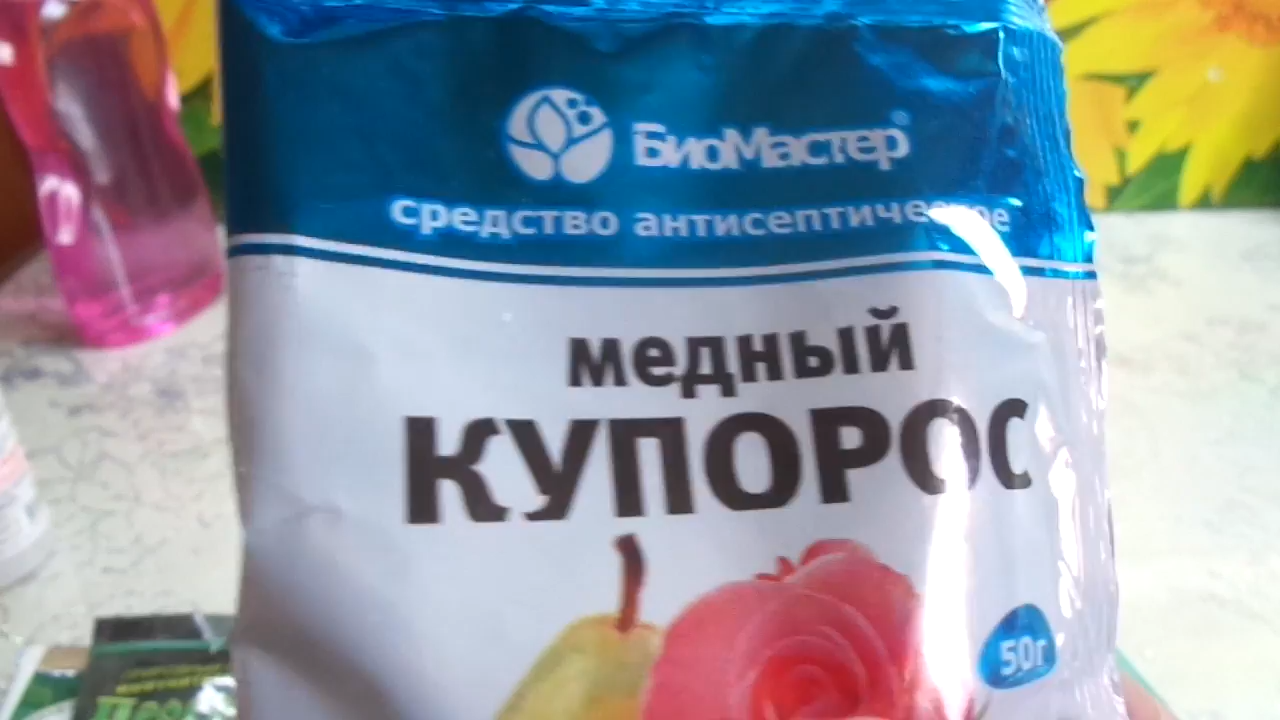 БиоМастер®
средство антисептическое
медный
КУПОРОС
50г